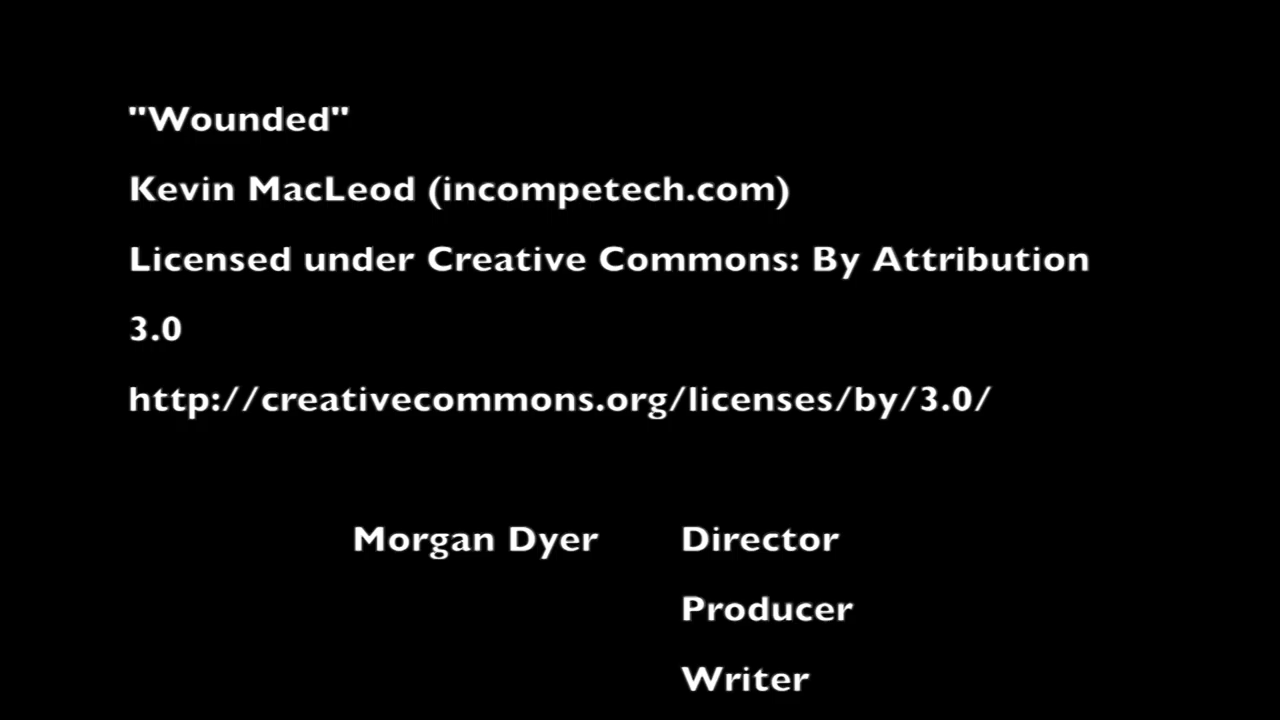 "Wounded"
Kevin MacLeod (incompetech.com)
Licensed under Creative Commons: By Attribution
3.0
http://creativecommons.org/licenses/by/3.0/
Morgan Dyer Director
Producer
Writer